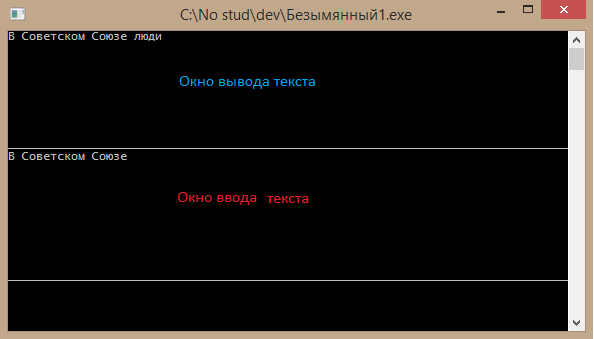 C:\No stud\dev\Безымянный1.exe
В Советском Союзе люди
Окно вывода текста
В Советском Союзе
Окно ввода текста